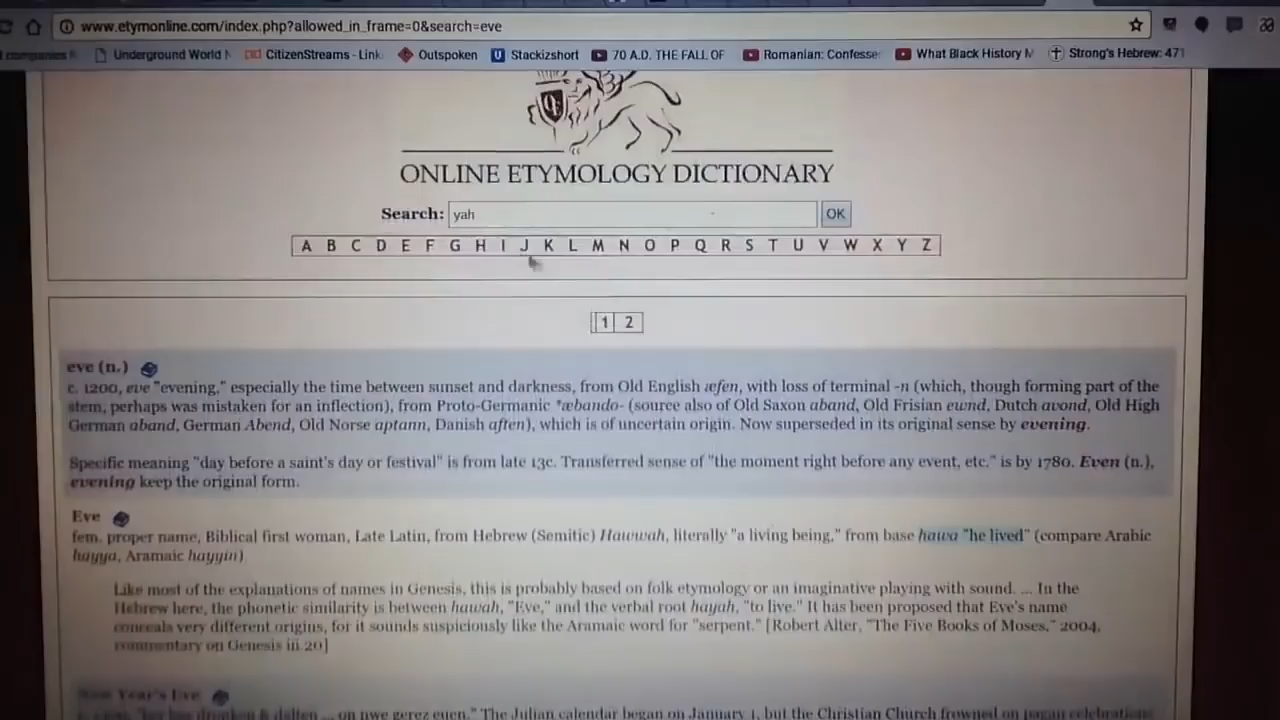 www.etymonline.com/index.php?allowed_in_frame=0&search=eve
companies Underground World CitizenStreams - Link Outspoken Stackizshort 70 A.D. THE FALL OF Romanian: Confesse What Black History M Strong's Hebrew: 471
ONLINE ETYMOLOGY DICTIONARY
Search: yah OK
A B C D E F G H I J K L M N O P Q R S T U V W X Y Z
1 2
eve (n.)
c. 1200, eve "evening," especially the time between sunset and darkness, from Old English æfen, with loss of terminal -n (which, though forming part of the
stem, perhaps was mistaken for an inflection), from Proto-Germanic *æbando- (source also of Old Saxon aband, Old Frisian ewnd, Dutch avond, Old High
German aband, German Abend, Old Norse aptann, Danish aften), which is of uncertain origin. Now superseded in its original sense by evening.
Specific meaning "day before a saint's day or festival" is from late 13c. Transferred sense of "the moment right before any event, etc." is by 1780. Even (n.),
evening keep the original form.
Eve
fem. proper name, Biblical first woman, Late Latin, from Hebrew (Semitic) Hawwah, literally "a living being," from base hawa "he lived" (compare Arabic
hayya, Aramaic hayyin).
Like most of the explanations of names in Genesis, this is probably based on folk etymology or an imaginative playing with sound. ... In the
Hebrew here, the phonetic similarity is between hawah, "Eve," and the verbal root hayah, "to live." It has been proposed that Eve's name
conceals very different origins, for it sounds suspiciously like the Aramaic word for "serpent." [Robert Alter, "The Five Books of Moses," 2004,
commentary on Genesis iii.20]
New Year's Eve
on nwe gerez euen." The Julian calendar began on January 1, but the Christian Church frowned on pagan celebrations